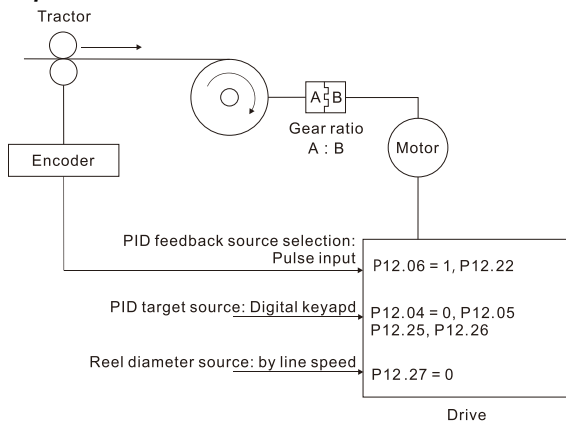 Tractor
A B
Gear ratio
A : B
Motor
Encoder
PID feedback source selection:
Pulse input
P12.06 = 1, P12.22
PID target source: Digital keyapd
P12.04 = 0, P12.05
P12.25, P12.26
Reel diameter source: by line speed
P12.27 = 0
Drive